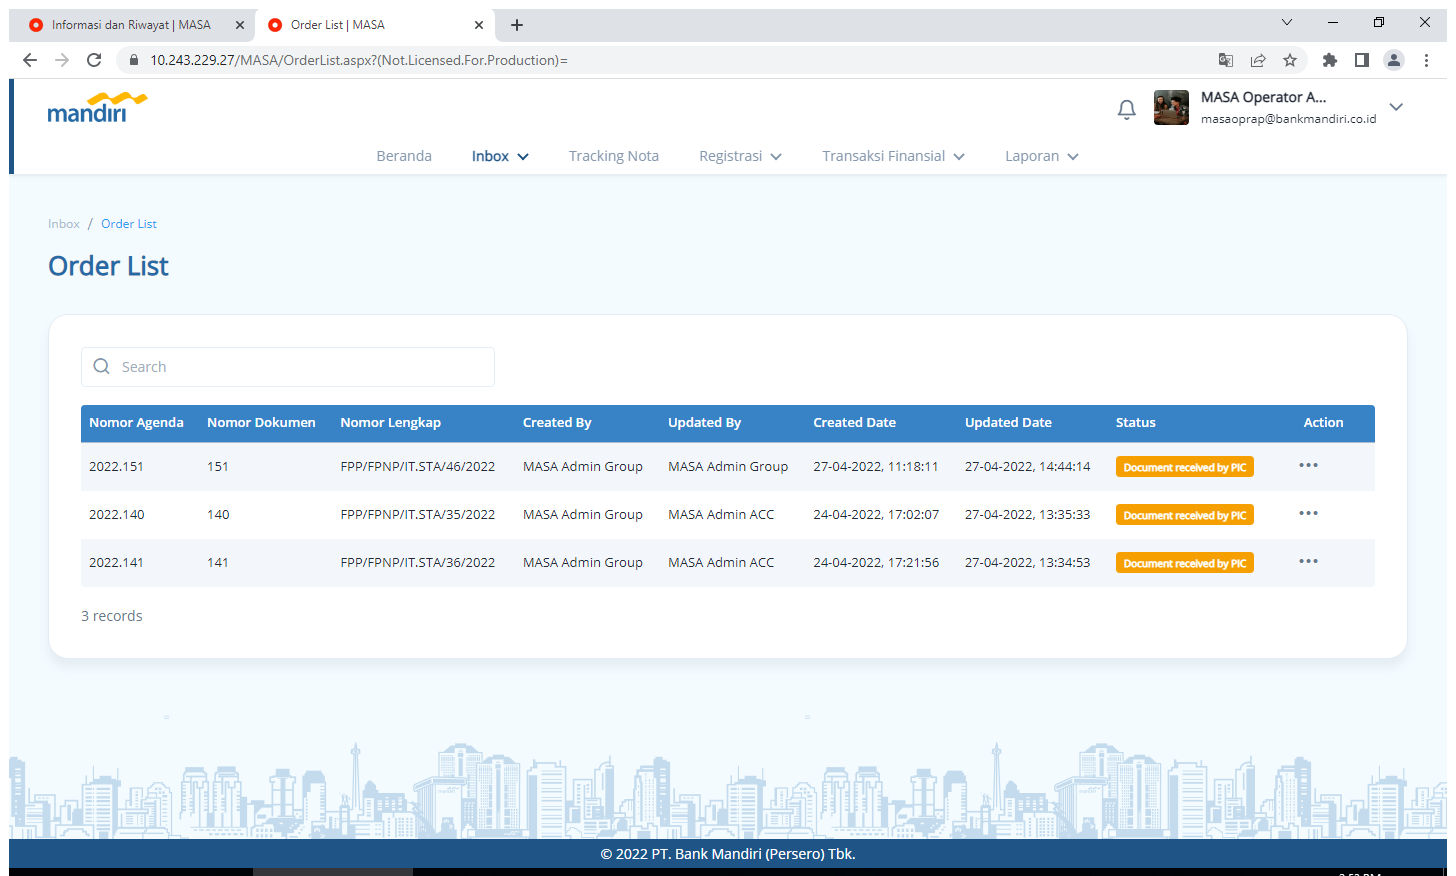 Informasi dan Riwayat | MASA
Order List | MASA
10.243.229.27/MASA/OrderList.aspx?(Not.Licensed.For.Production)=
mandiri
MASA Operator A...
masaoprap@bankmandiri.co.id
Beranda Inbox Tracking Nota Registrasi Transaksi Finansial Laporan
Inbox / Order List
Order List
Search
Nomor Agenda Nomor Dokumen Nomor Lengkap Created By Updated By Created Date Updated Date Status Action
2022.151 151 FPP/FPNP/IT.STA/46/2022 MASA Admin Group MASA Admin Group 27-04-2022, 11:18:11 27-04-2022, 14:44:14 Document received by PIC
2022.140 140 FPP/FPNP/IT.STA/35/2022 MASA Admin Group MASA Admin ACC 24-04-2022, 17:02:07 27-04-2022, 13:35:33 Document received by PIC
2022.141 141 FPP/FPNP/IT.STA/36/2022 MASA Admin Group MASA Admin ACC 24-04-2022, 17:21:56 27-04-2022, 13:34:53 Document received by PIC
3 records
© 2022 PT. Bank Mandiri (Persero) Tbk.